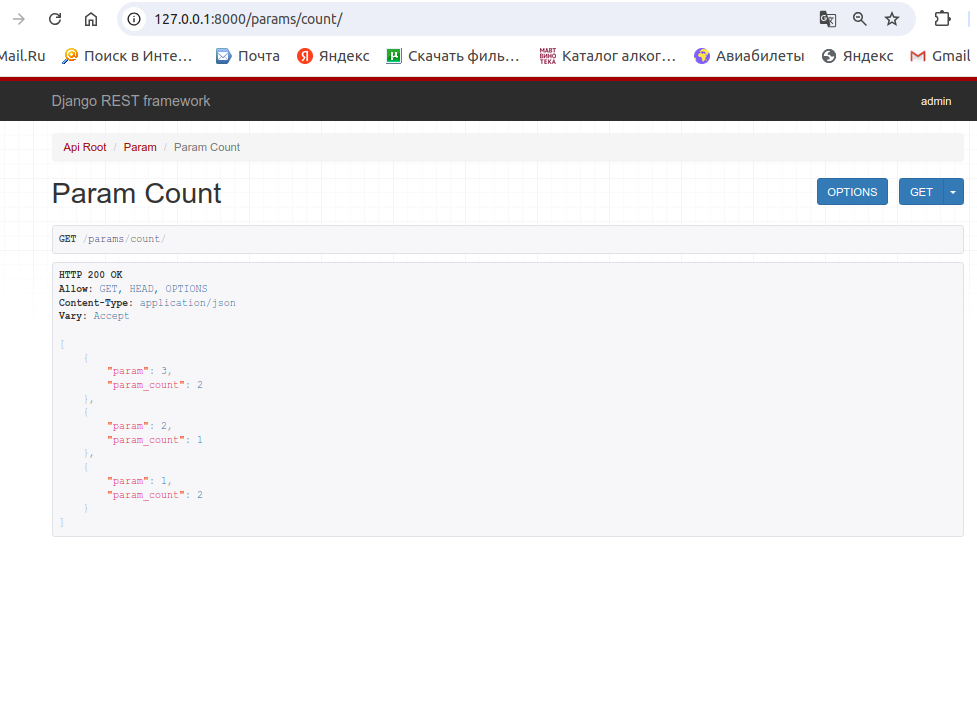 127.0.0.1:8000/params/count/
Mail.Ru Поиск в Инте... Почта Яндекс Скачать филь... МАВТ ВИНО ТЕКА Каталог алког... Авиабилеты Яндекс Gmail
Django REST framework admin
Api Root / Param / Param Count
Param Count OPTIONS GET
GET /params/count/
HTTP 200 OK
Allow: GET, HEAD, OPTIONS
Content-Type: application/json
Vary: Accept
[
{
"param": 3,
"param_count": 2
},
{
"param": 2,
"param_count": 1
},
{
"param": 1,
"param_count": 2
}
]